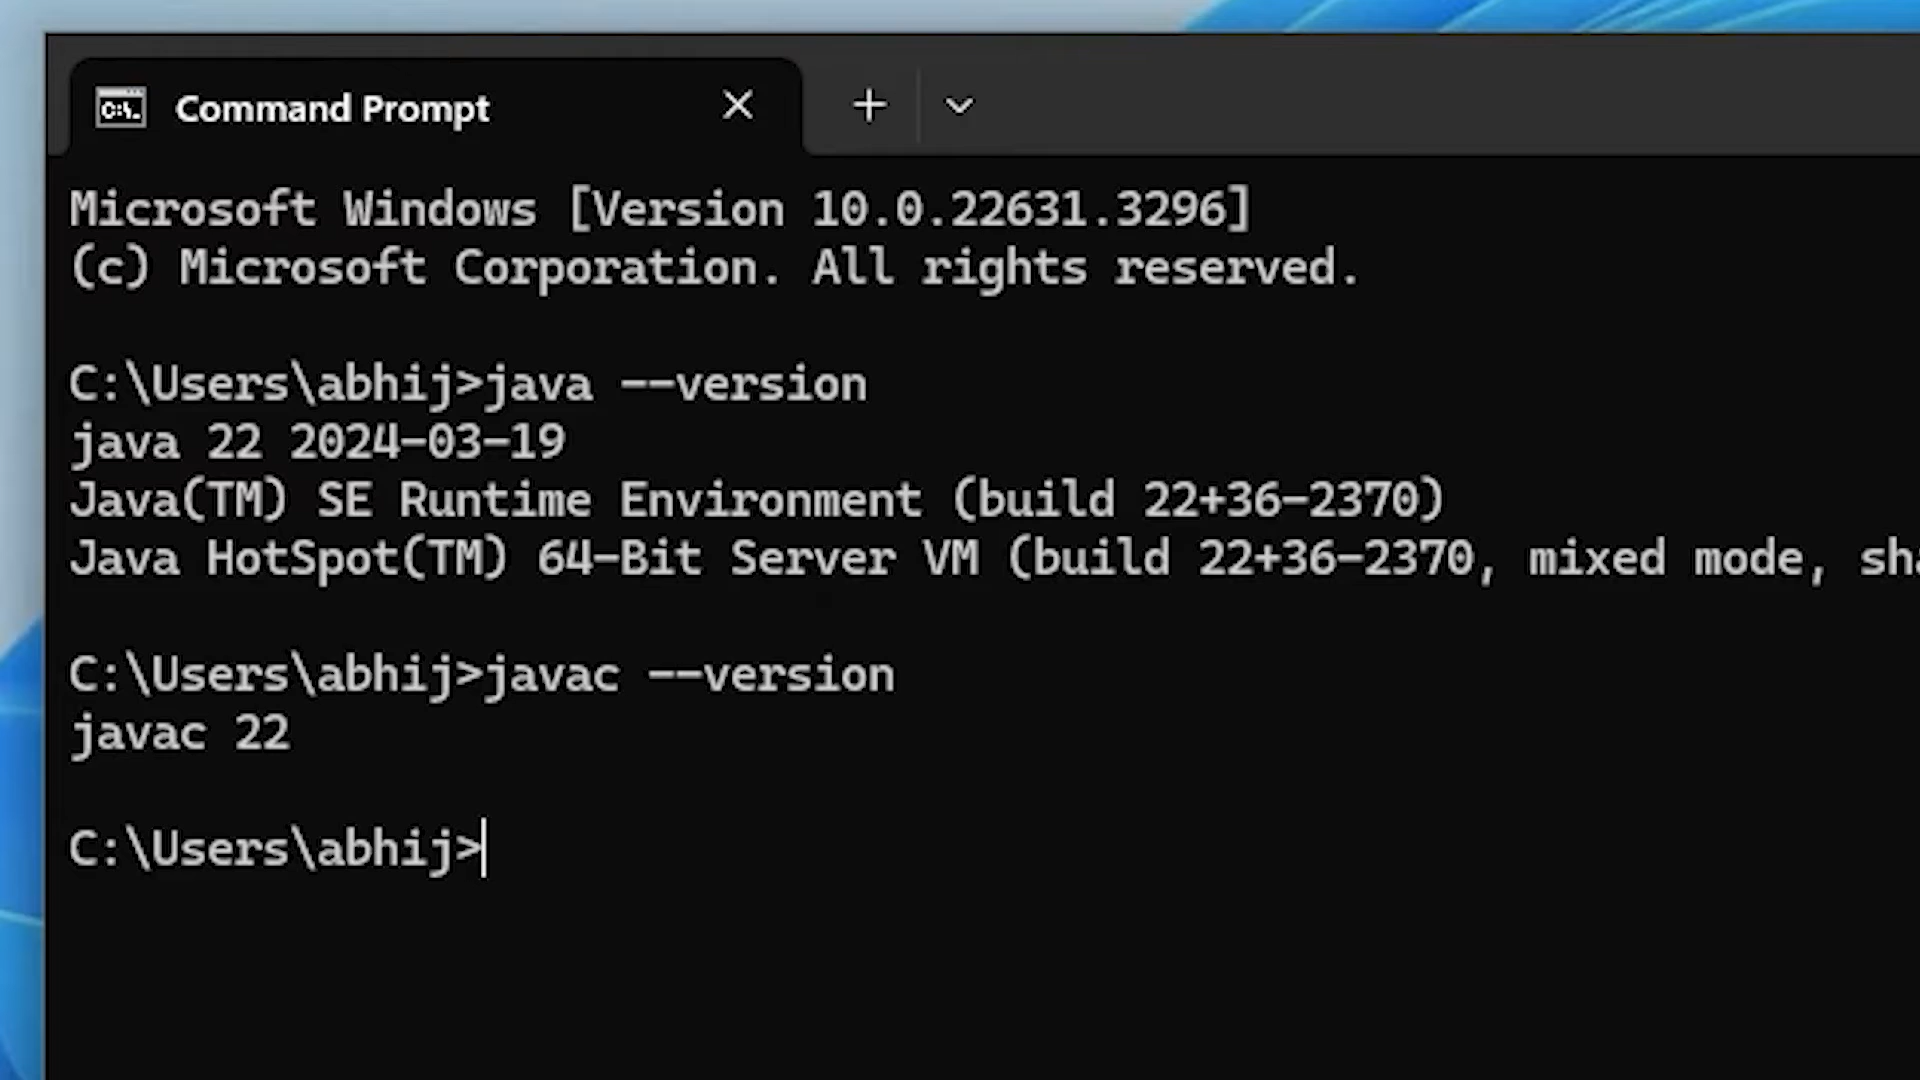 Command Prompt
Microsoft Windows [Version 10.0.22631.3296]
(c) Microsoft Corporation. All rights reserved.
C:\Users\abhij>java --version
java 22 2024-03-19
Java(TM) SE Runtime Environment (build 22+36-2370)
Java HotSpot(TM) 64-Bit Server VM (build 22+36-2370, mixed mode, sha
C:\Users\abhij>javac --version
javac 22
C:\Users\abhij>